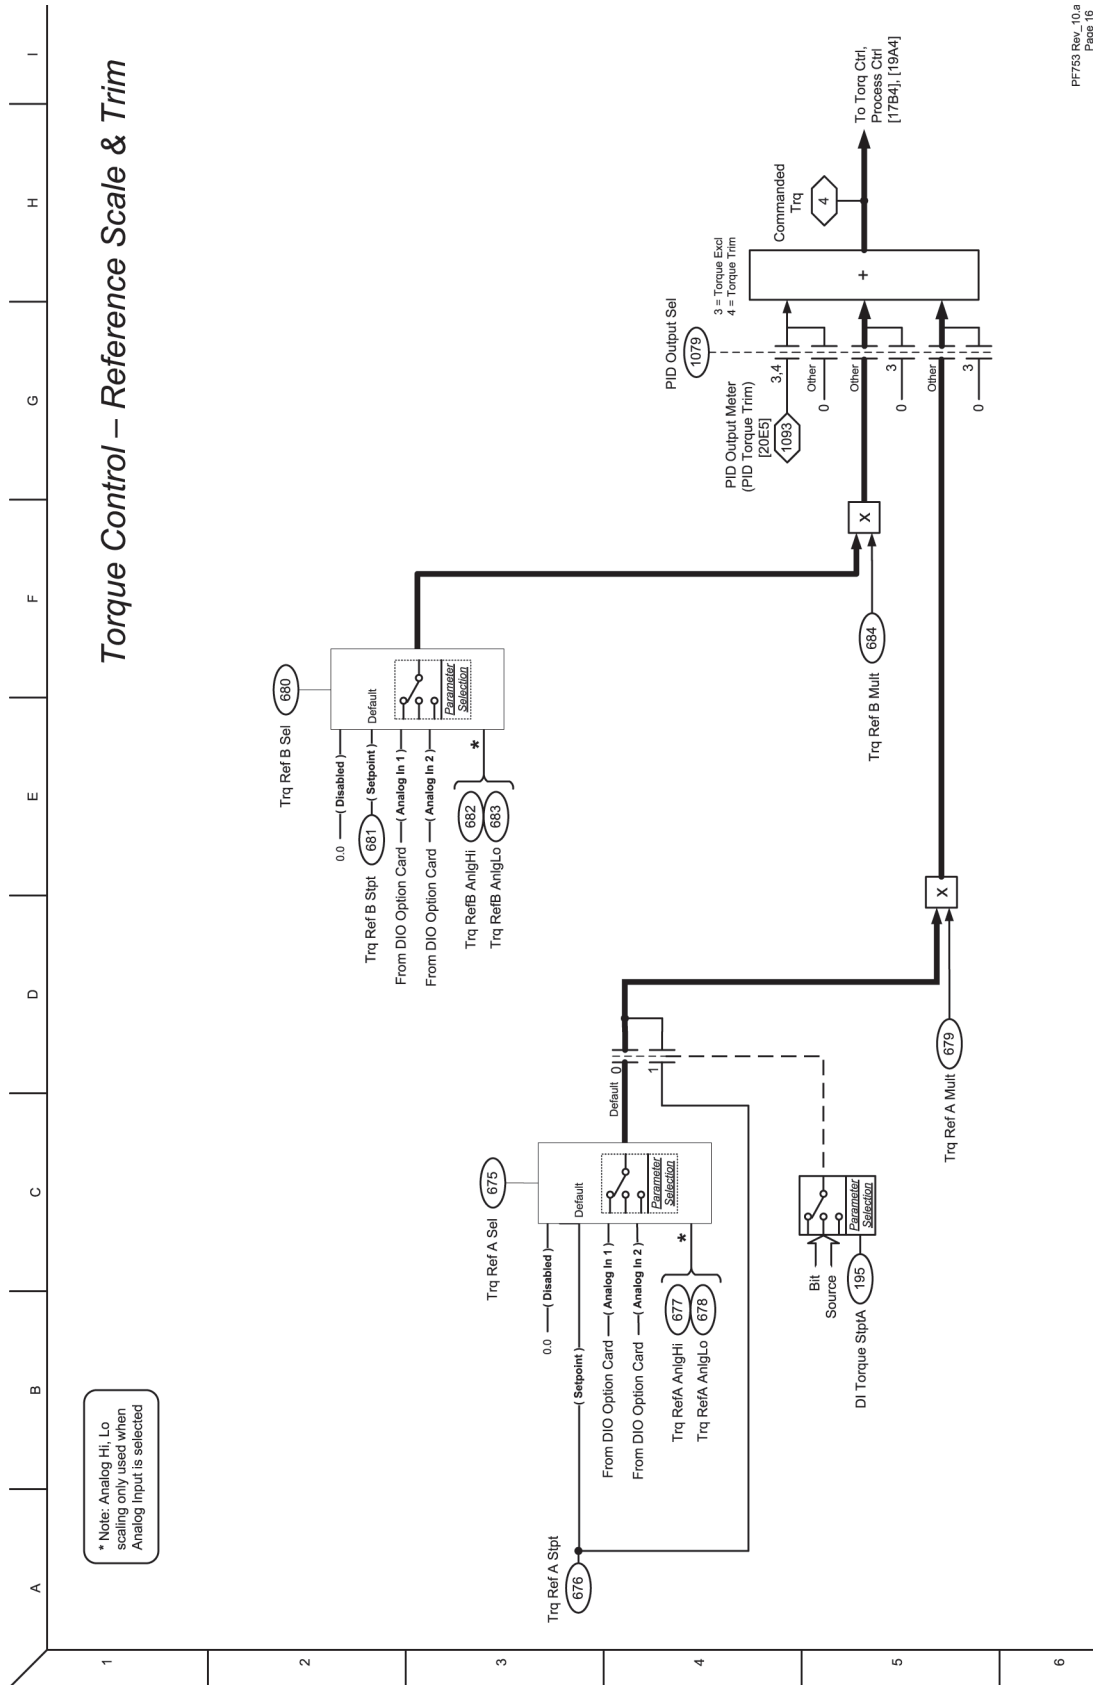 A
B
C
D
E
F
G
H
I
1
2
3
4
5
6
Torque Control – Reference Scale & Trim
* Note: Analog Hi, Lo
scaling only used when
Analog Input is selected
Trq Ref B Sel
680
0.0
( Disabled )
Default
Trq Ref B Stpt
681
( Setpoint )
From DIO Option Card
( Analog In 1 )
From DIO Option Card
( Analog In 2 )
Parameter
Selection
*
Trq RefB AnlgHi
682
Trq RefB AnlgLo
683
Trq Ref A Sel
675
0.0
( Disabled )
Default
Trq Ref A Stpt
676
( Setpoint )
From DIO Option Card
( Analog In 1 )
From DIO Option Card
( Analog In 2 )
Parameter
Selection
*
Trq RefA AnlgHi
677
Trq RefA AnlgLo
678
Default
0
1
Bit
Source
Parameter
Selection
DI Torque StptA
195
Trq Ref A Mult
679
X
Trq Ref B Mult
684
X
PID Output Sel
1079
3 = Torque Excl
4 = Torque Trim
PID Output Meter
(PID Torque Trim)
[20E5]
1093
3,4
Other
0
Other
3
0
Other
3
0
+
Commanded
Trq
4
To Torq Ctrl,
Process Ctrl
[17B4], [19A4]
PF753 Rev_10.a
Page 16